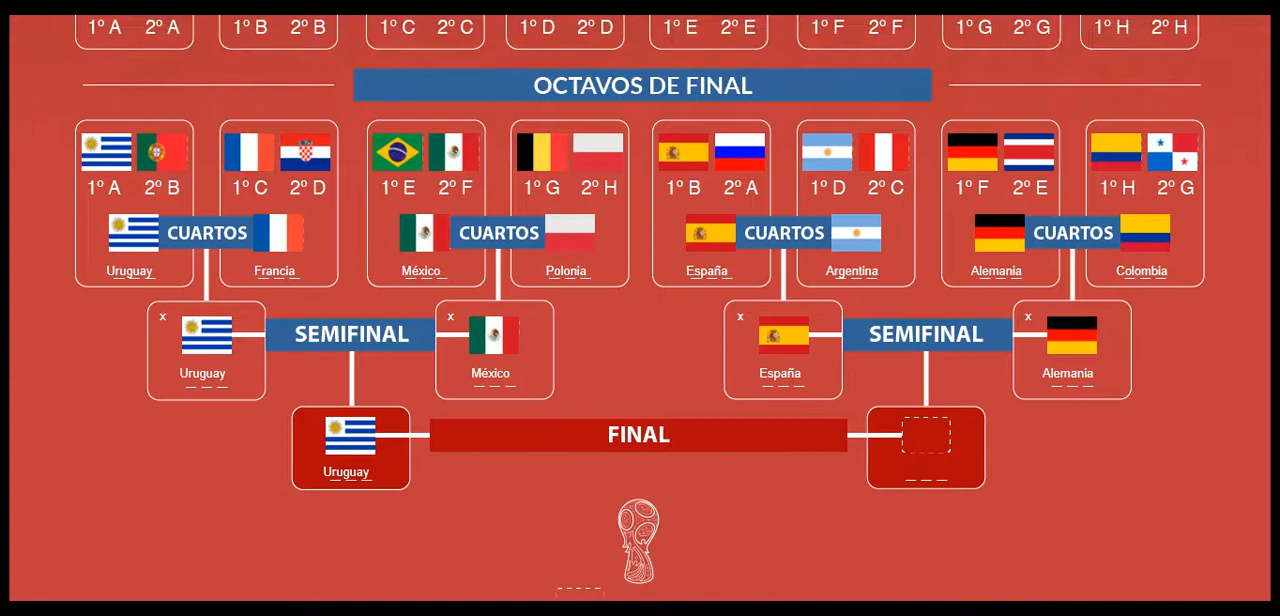 1º A 2º A 1º B 2º B 1º C 2º C 1º D 2º D 1º E 2º E 1º F 2º F 1º G 2º G 1º H 2º H
OCTAVOS DE FINAL
1º A 2º B 1º C 2º D 1º E 2º F 1º G 2º H 1º B 2º A 1º D 2º C 1º F 2º E 1º H 2º G
CUARTOS CUARTOS CUARTOS CUARTOS
Uruguay Francia México Polonia España Argentina Alemania Colombia
x x x x
SEMIFINAL SEMIFINAL
Uruguay México España Alemania
FINAL
Uruguay